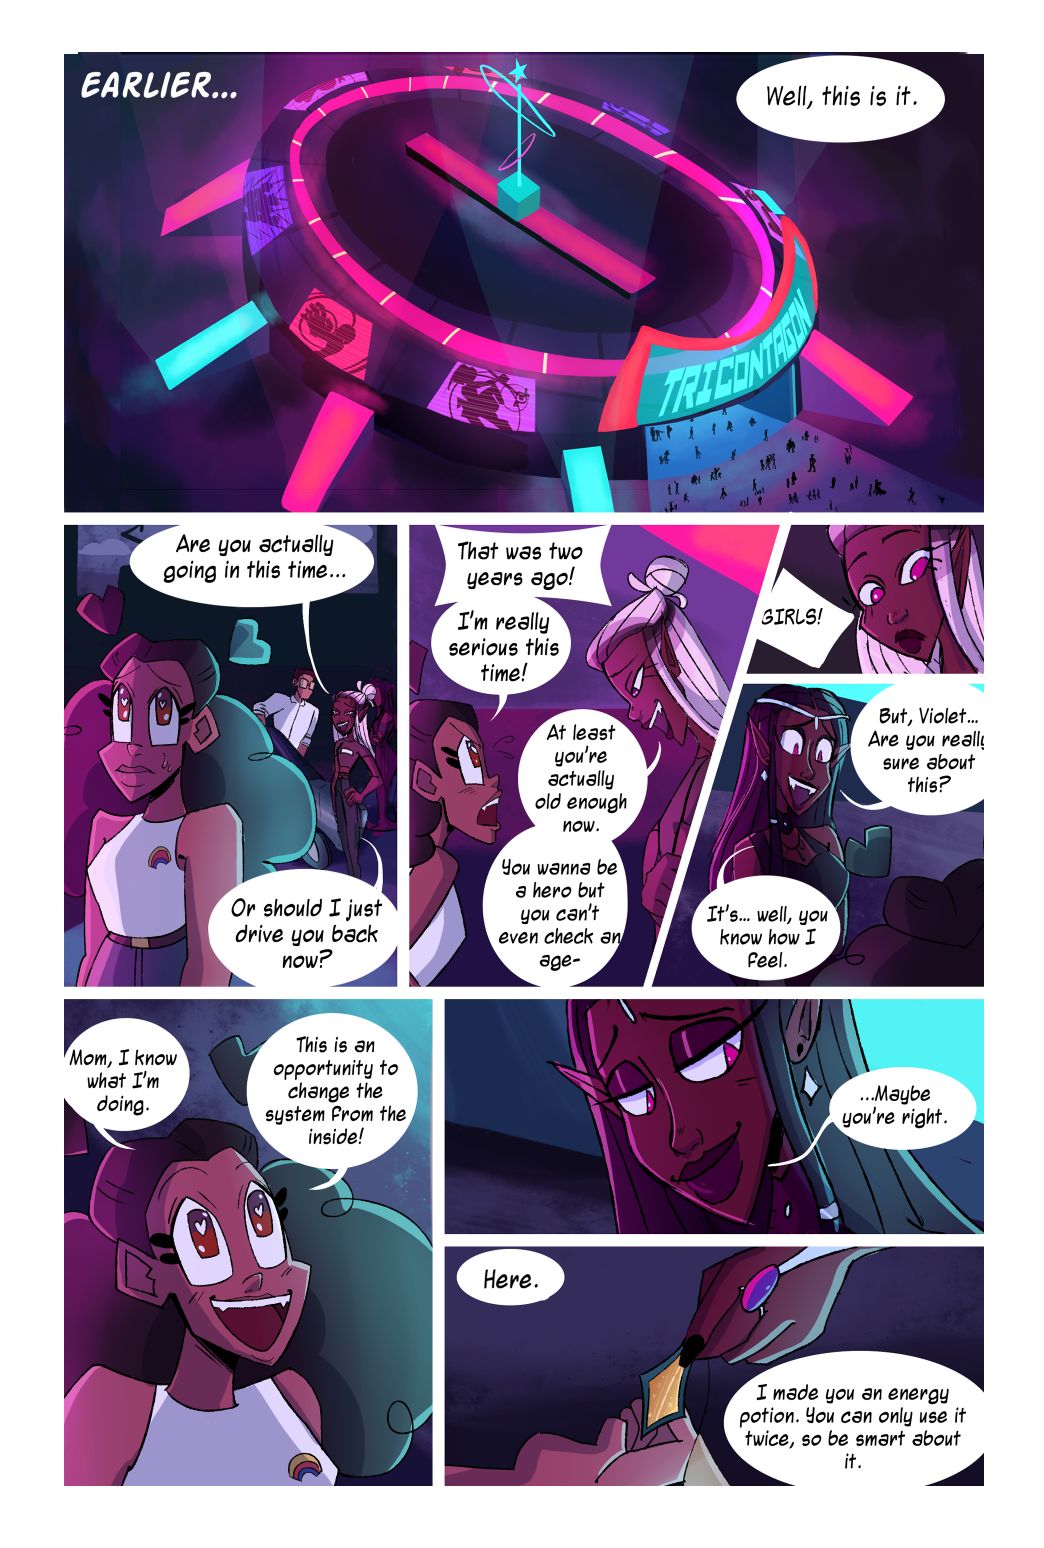 EARLIER...
Well, this is it.
TRICONTAGON
Are you actually
going in this time...
Or should I just
drive you back
now?
That was two
years ago!
I'm really
serious this
time!
At least
you're
actually
old enough
now.
You wanna be
a hero but
you can't
even check an
age-
GIRLS!
But, Violet...
Are you really
sure about
this?
It's... well, you
know how I
feel.
Mom, I know
what I'm
doing.
This is an
opportunity to
change the
system from the
inside!
...Maybe
you're right.
Here.
I made you an energy
potion. You can only use it
twice, so be smart about
it.